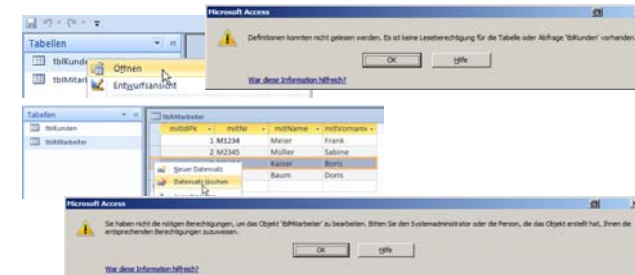 Microsoft Access
Definitionen konnten nicht gelesen werden. Es ist keine Leseberechtigung für die Tabelle oder Abfrage 'tblKunden' vorhanden.
OK
Hilfe
War diese Information hilfreich?
Tabellen
tblKunden
tblMitar
Öffnen
Entwurfsansicht
Tabellen
tblKunden
tblMitarbeiter
tblMitarbeiter
mitIdPk
mitNr
mitName
mitVorname
1 M1234 Meier Frank
2 M2345 Müller Sabine
Kaiser Boris
Baum Doris
Neuer Datensatz
Datensatz löschen
Microsoft Access
Sie haben nicht die nötigen Berechtigungen, um das Objekt 'tblMitarbeiter' zu bearbeiten. Bitten Sie den Systemadministrator oder die Person, die das Objekt erstellt hat, Ihnen die
entsprechenden Berechtigungen zuzuweisen.
OK
Hilfe
War diese Information hilfreich?